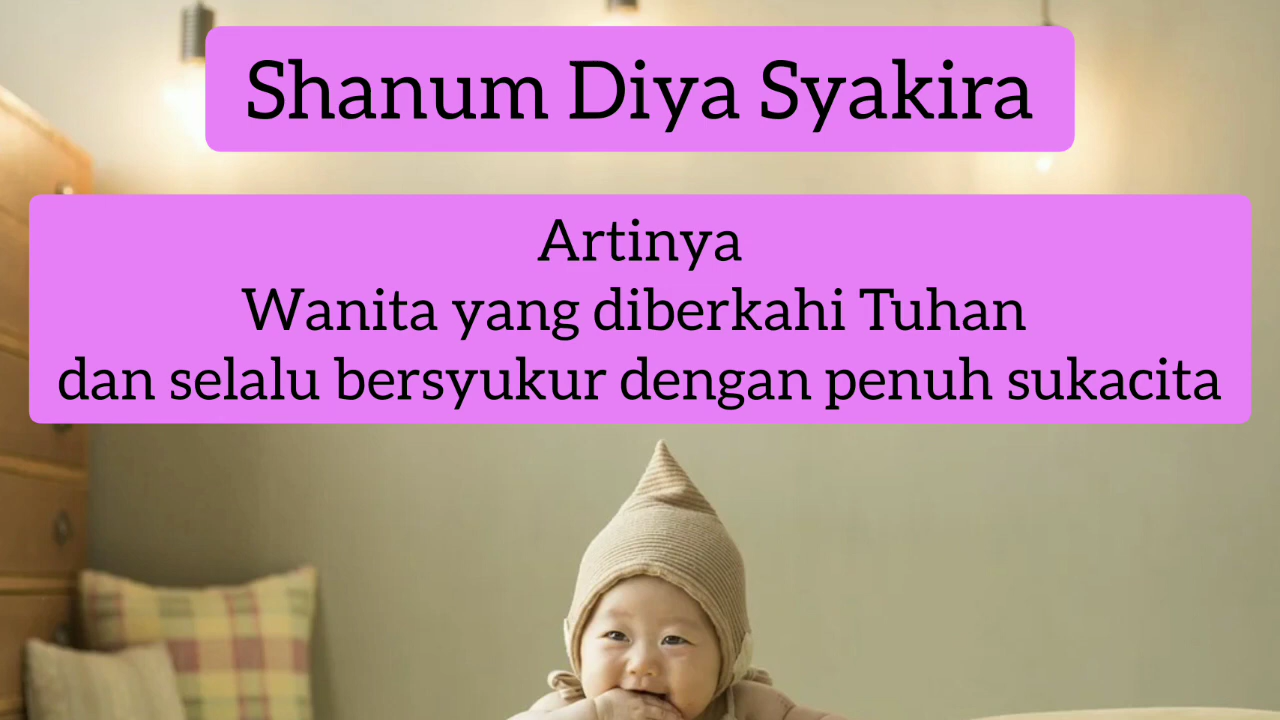 Shanum Diya Syakira
Artinya
Wanita yang diberkahi Tuhan
dan selalu bersyukur dengan penuh sukacita